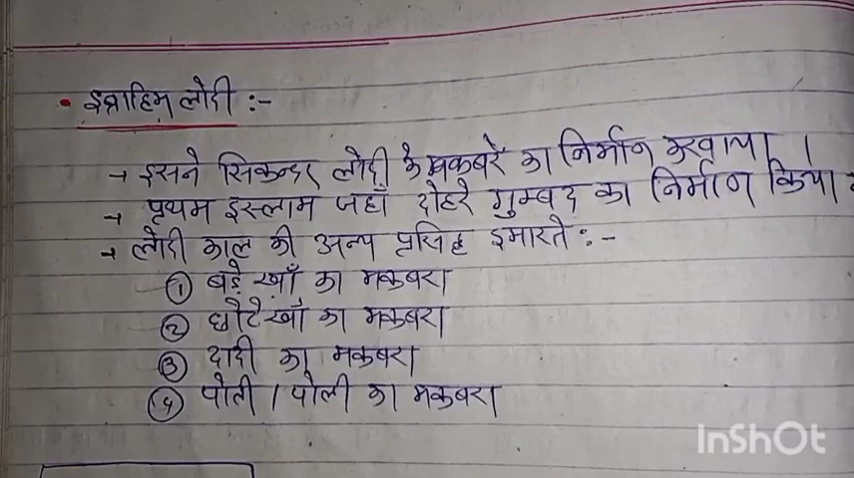 • इब्राहिम लोदी :-
→ इसने सिकन्दर लोदी के मकबरें का निर्मान करवाया ।
→ प्रथम इस्लाम जहाँ दोहरे गुम्बद का निर्माण किया
→ लोदी काल की अन्य प्रसिद्ध इमारते :-
① बड़े खाँ का मकबरा
② छोटेखाँ का मकबरा
③ दादी का मकबरा
④ पोती / पोली का मकबरा
InShOt